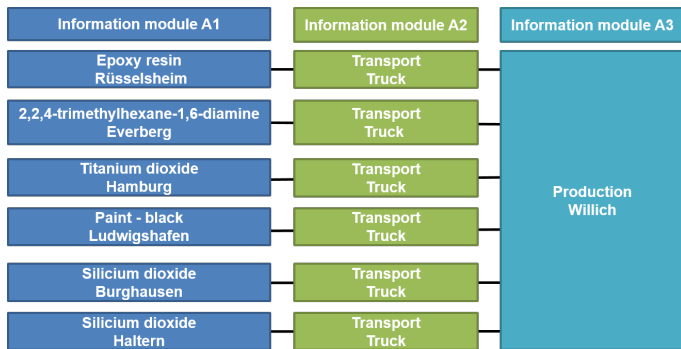 Information module A1
Information module A2
Information module A3
Epoxy resin
Rüsselsheim
Transport
Truck
2,2,4-trimethylhexane-1,6-diamine
Everberg
Transport
Truck
Titanium dioxide
Hamburg
Transport
Truck
Production
Willich
Paint - black
Ludwigshafen
Transport
Truck
Silicium dioxide
Burghausen
Transport
Truck
Silicium dioxide
Haltern
Transport
Truck